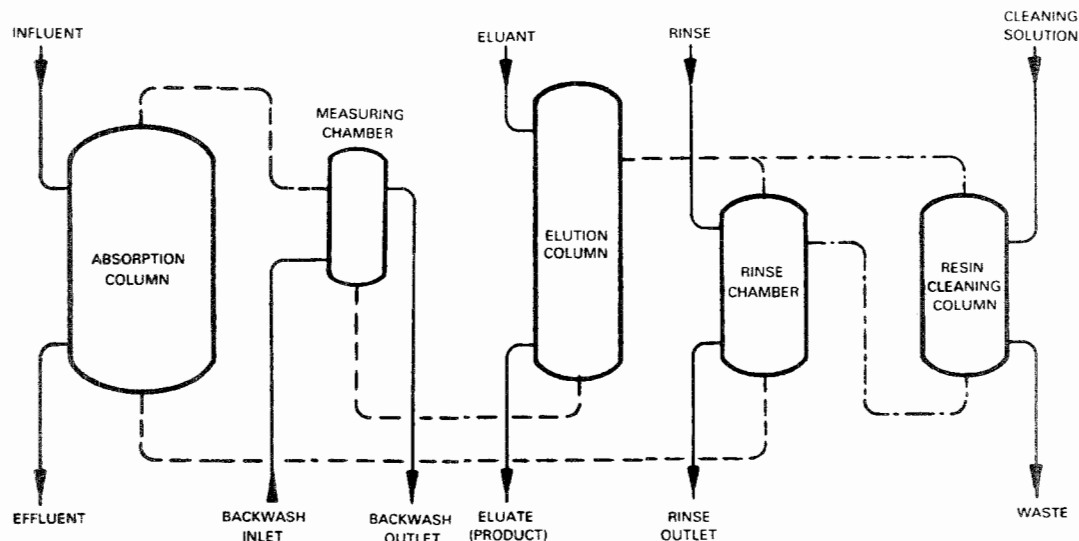 INFLUENT
ELUANT
RINSE
CLEANING
SOLUTION
MEASURING
CHAMBER
ABSORPTION
COLUMN
ELUTION
COLUMN
RINSE
CHAMBER
RESIN
CLEANING
COLUMN
EFFLUENT
BACKWASH
INLET
BACKWASH
OUTLET
ELUATE
(PRODUCT)
RINSE
OUTLET
WASTE